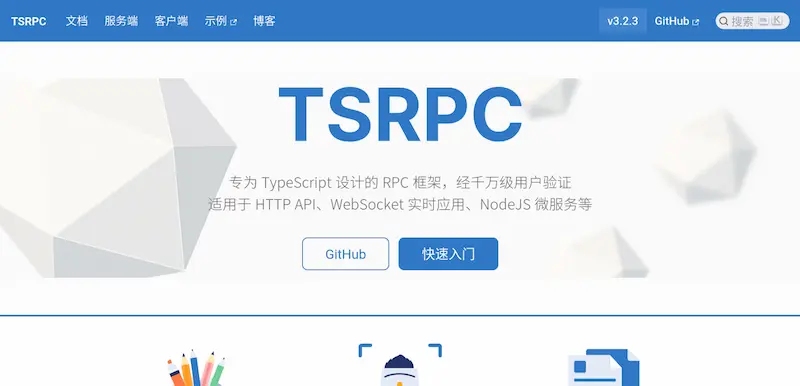 TSRPC 文档 服务端 客户端 示例 博客 v3.2.3 GitHub 搜索 K
TSRPC
专为 TypeScript 设计的 RPC 框架，经千万级用户验证
适用于 HTTP API、WebSocket 实时应用、NodeJS 微服务等
GitHub 快速入门